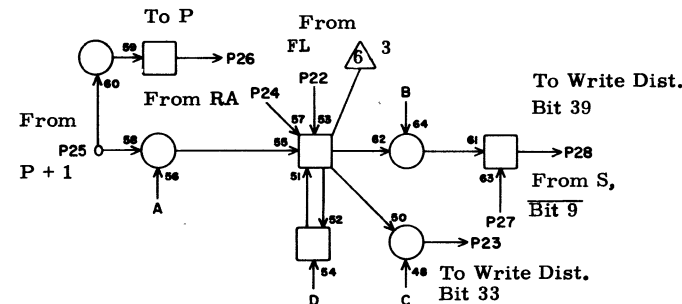 To P
From
FL
6
3
59
P26
60
From RA
P24
P22
B
To Write Dist.
Bit 39
From
P25
P + 1
58
56
A
57
53
55
51
62
64
61
63
P28
From S,
Bit 9
P27
52
50
54
D
P23
48
C
To Write Dist.
Bit 33